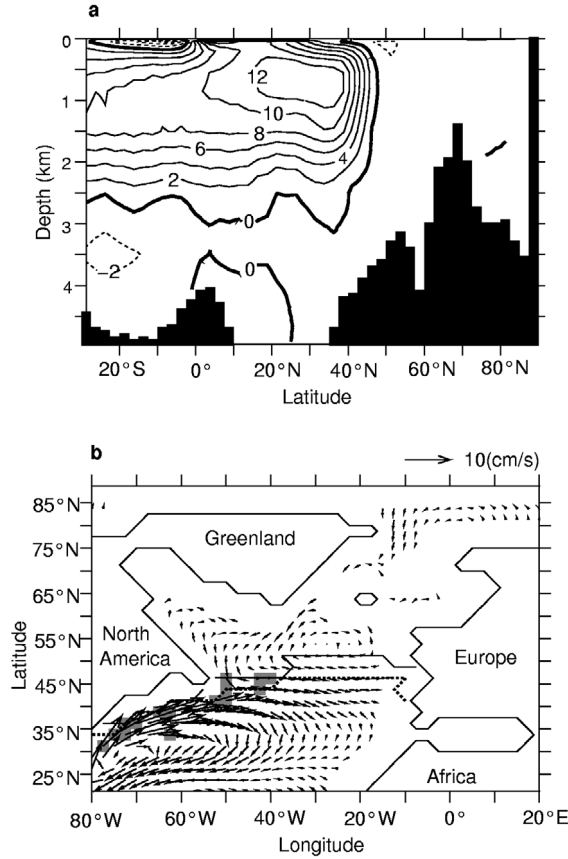 a
0
1
2
3
4
Depth (km)
12
10
8
6
4
2
0
0
−2
20°S
0°
20°N
40°N
60°N
80°N
Latitude
b
10(cm/s)
85°N
75°N
65°N
55°N
45°N
35°N
25°N
Latitude
Greenland
North
America
Europe
Africa
80°W
60°W
40°W
20°W
0°
20°E
Longitude